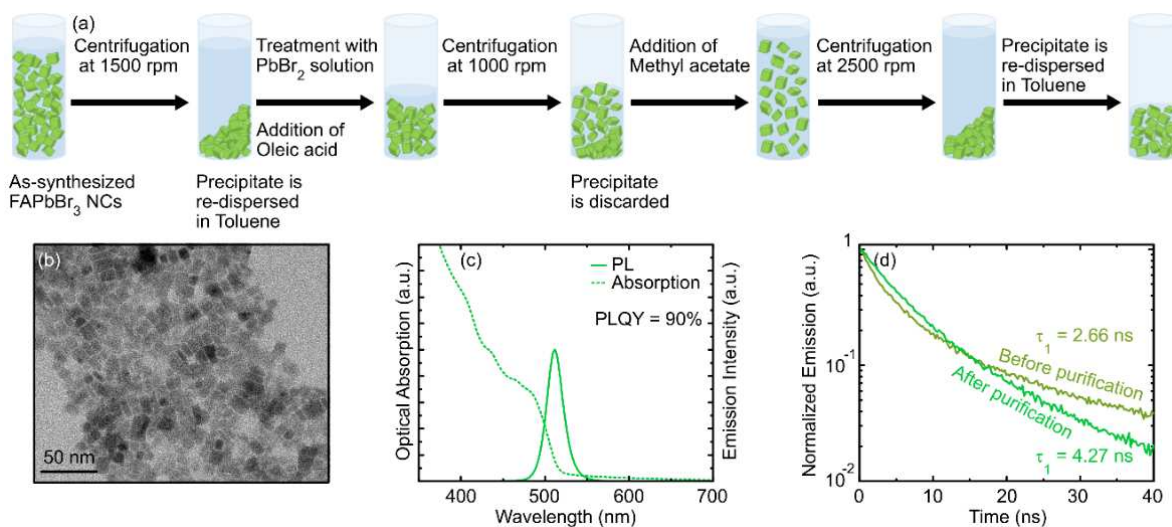 (a)
Centrifugation
at 1500 rpm
Treatment with
PbBr2 solution
Addition of
Oleic acid
Centrifugation
at 1000 rpm
Addition of
Methyl acetate
Centrifugation
at 2500 rpm
Precipitate is
re-dispersed
in Toluene
As-synthesized
FAPbBr3 NCs
Precipitate is
re-dispersed
in Toluene
Precipitate
is discarded
(b)
50 nm
(c)
PL
Absorption
PLQY = 90%
Optical Absorption (a.u.)
Emission Intensity (a.u.)
400 500 600 700
Wavelength (nm)
(d)
Normalized Emission (a.u.)
1
10-1
10-2
τ1 = 2.66 ns
Before purification
After purification
τ1 = 4.27 ns
0 10 20 30 40
Time (ns)